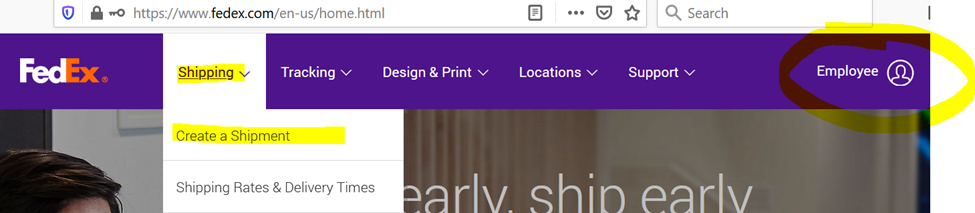 https://www.fedex.com/en-us/home.html
Search
FedEx®
Shipping
Tracking
Design & Print
Locations
Support
Employee
Create a Shipment
Shipping Rates & Delivery Times
early, ship early